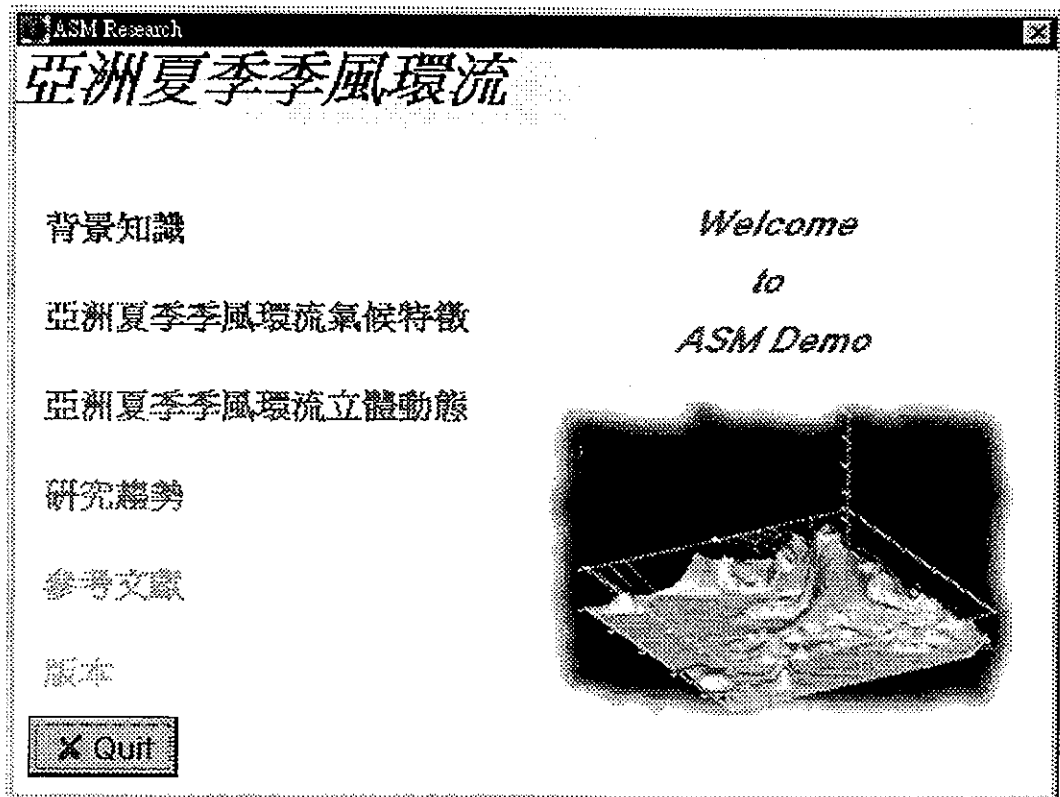 ASM Research
亞洲夏季季風環流
背景知識
亞洲夏季季風環流氣候特徵
亞洲夏季季風環流立體動態
研究趨勢
參考文獻
版本
Quit
Welcome
to
ASM Demo